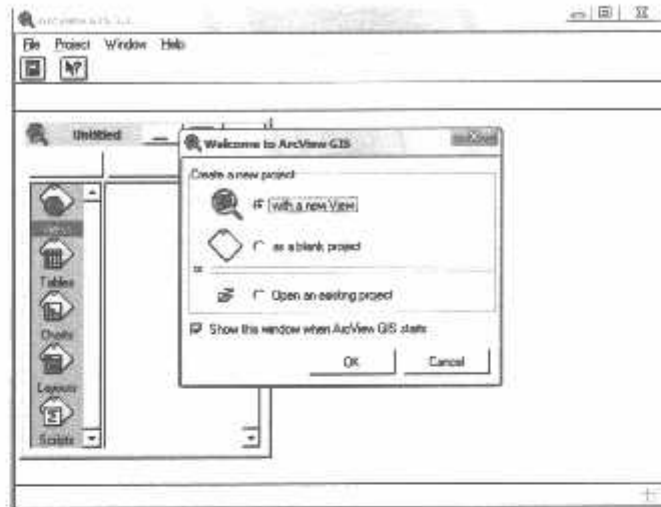 File Project Window Help
Untitled
Welcome to ArcView GIS
Create a new project
with a new View
as a blank project
or
Open an existing project
Show this window when ArcView GIS starts
OK Cancel
Tables
Charts
Layouts
Scripts